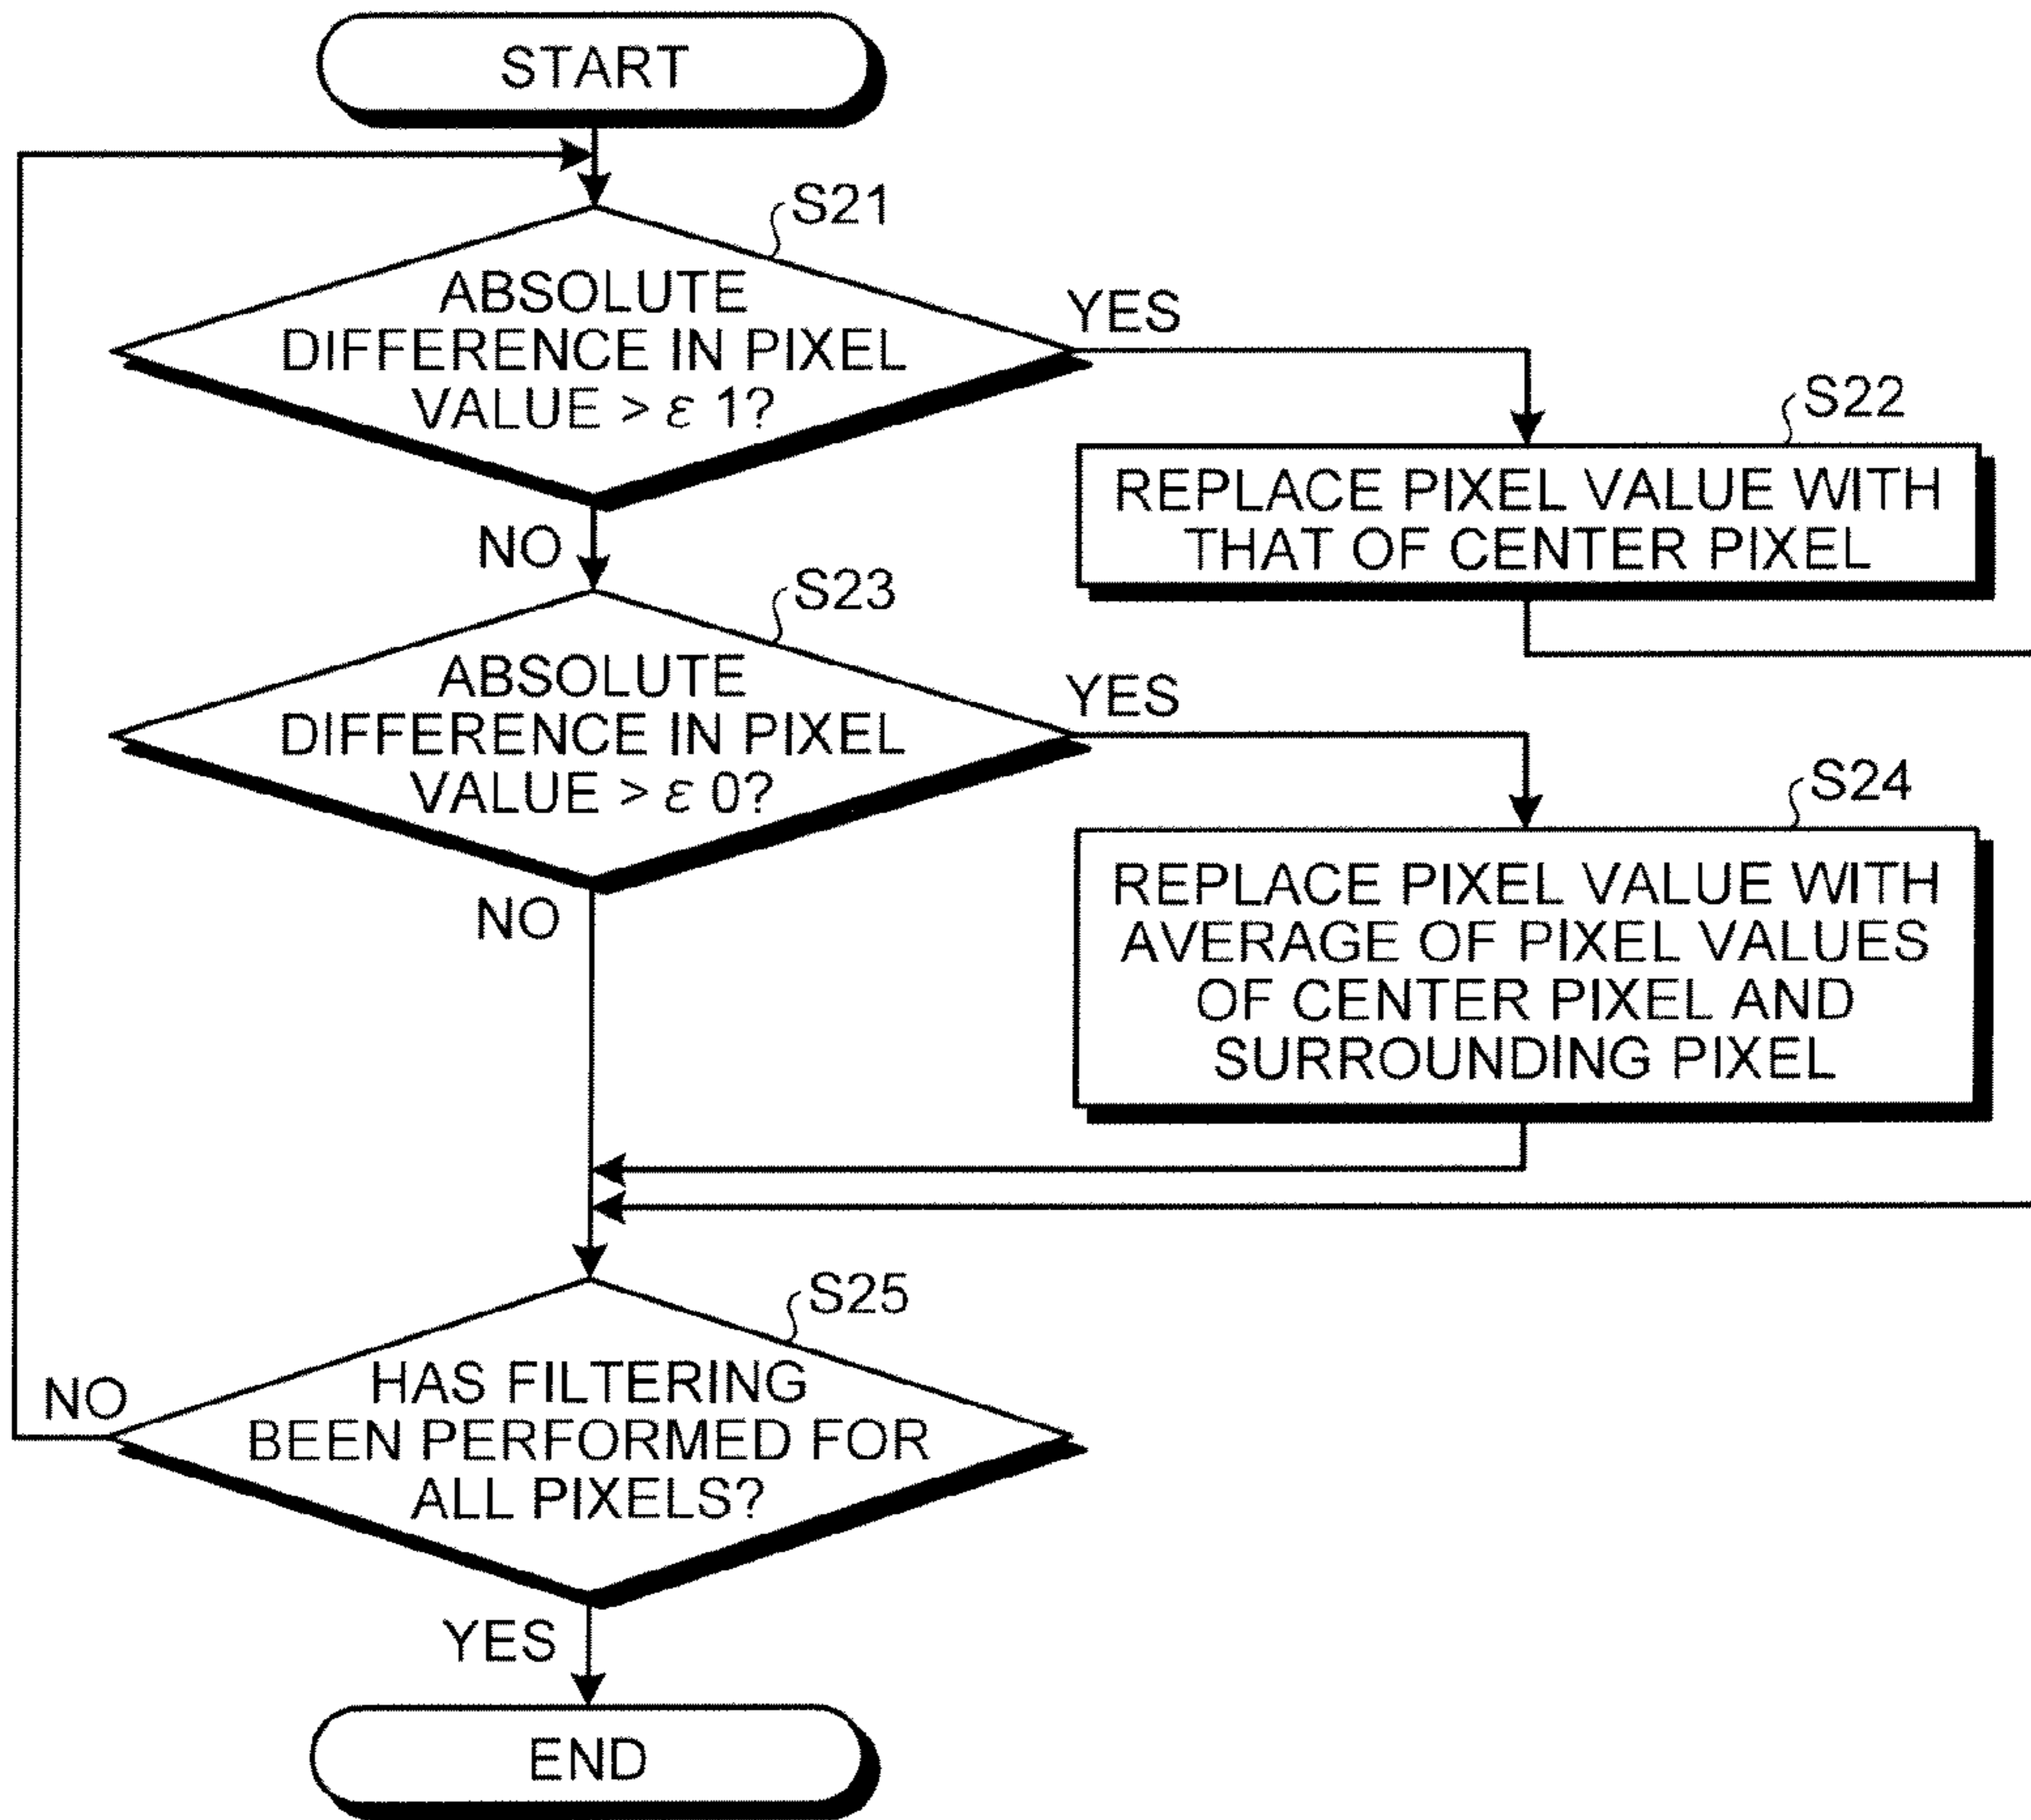 START
S21
ABSOLUTE
DIFFERENCE IN PIXEL
VALUE > ε 1?
YES
NO
S22
REPLACE PIXEL VALUE WITH
THAT OF CENTER PIXEL
S23
ABSOLUTE
DIFFERENCE IN PIXEL
VALUE > ε 0?
YES
NO
S24
REPLACE PIXEL VALUE WITH
AVERAGE OF PIXEL VALUES
OF CENTER PIXEL AND
SURROUNDING PIXEL
S25
HAS FILTERING
BEEN PERFORMED FOR
ALL PIXELS?
NO
YES
END